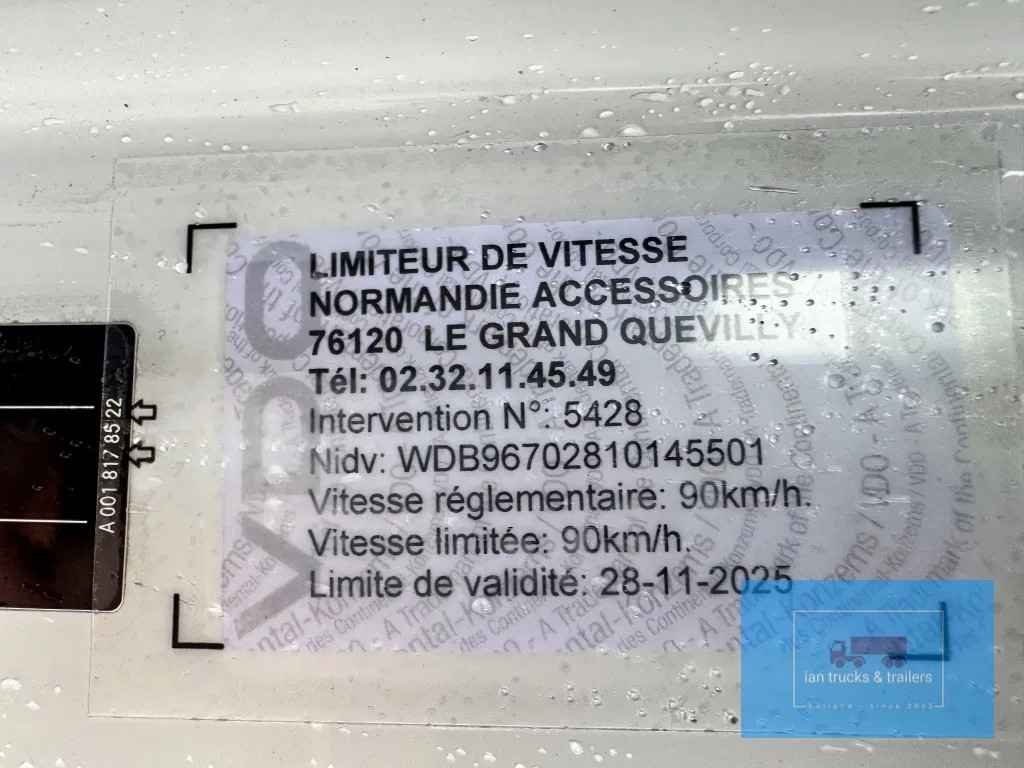 LIMITEUR DE VITESSE
NORMANDIE ACCESSOIRES
76120 LE GRAND QUEVILLY
Tél: 02.32.11.45.49
Intervention N°: 5428
Nidv: WDB96702810145501
Vitesse réglementaire: 90km/h.
Vitesse limitée: 90km/h.
Limite de validité: 28-11-2025
VDO
A 001 817 85 22
ian trucks & trailers